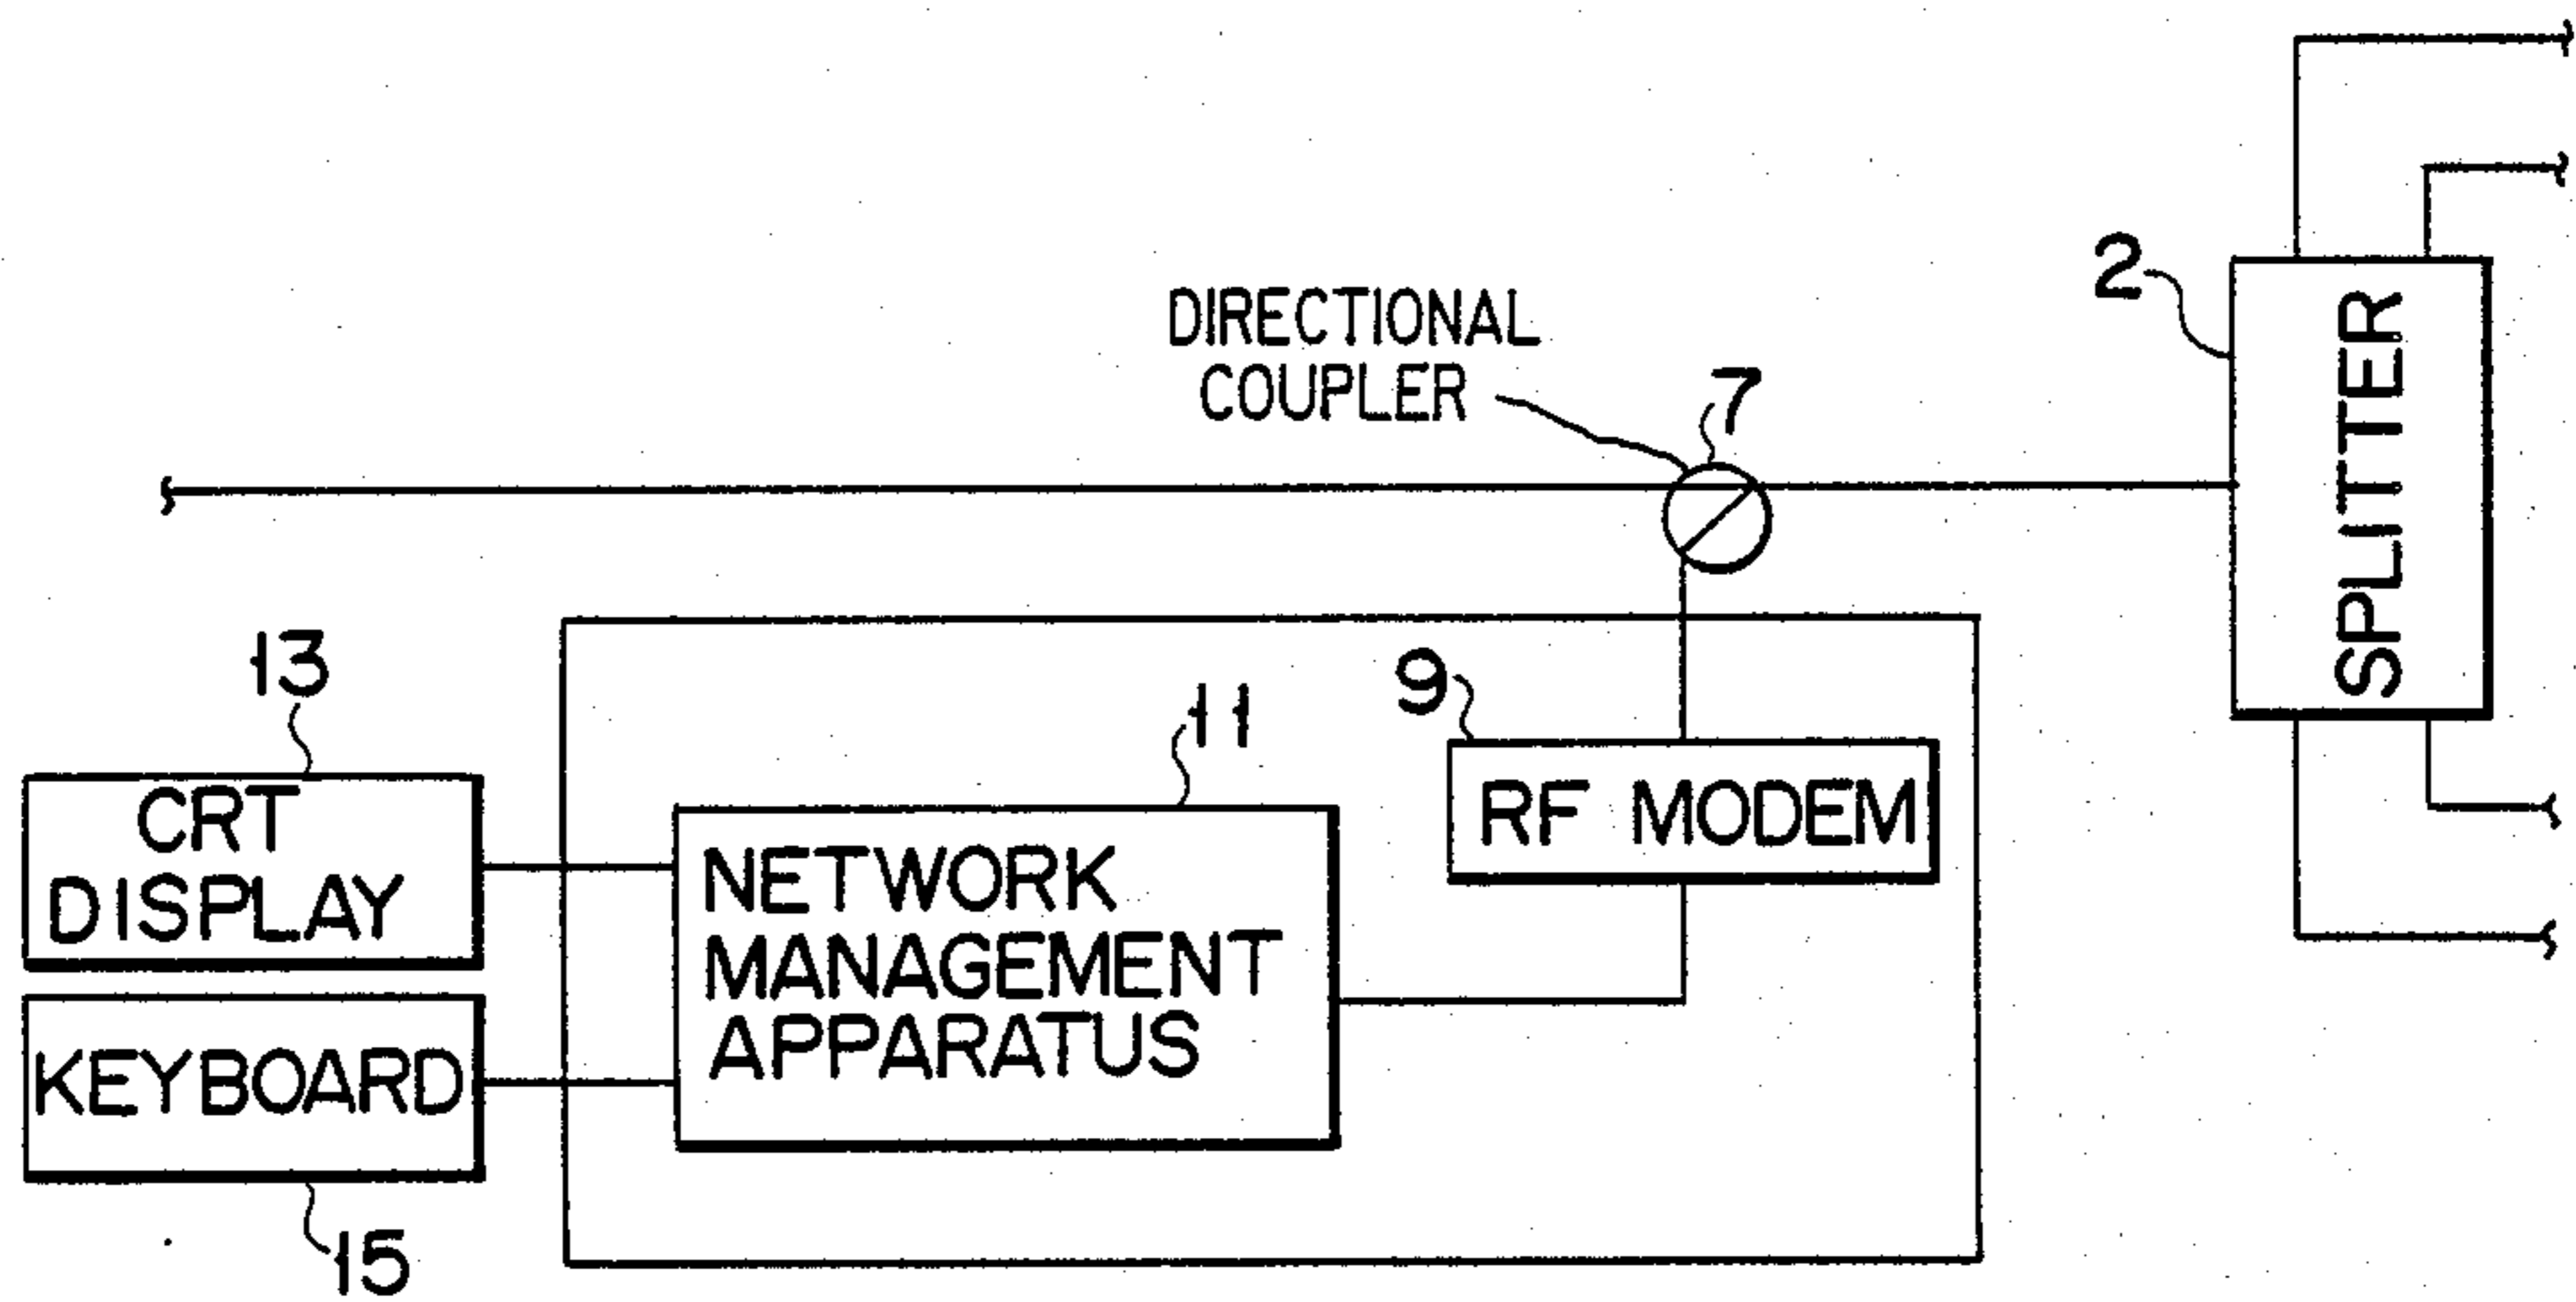 2
SPLITTER
DIRECTIONAL
COUPLER
7
13
CRT
DISPLAY
11
NETWORK
MANAGEMENT
APPARATUS
9
RF MODEM
KEYBOARD
15